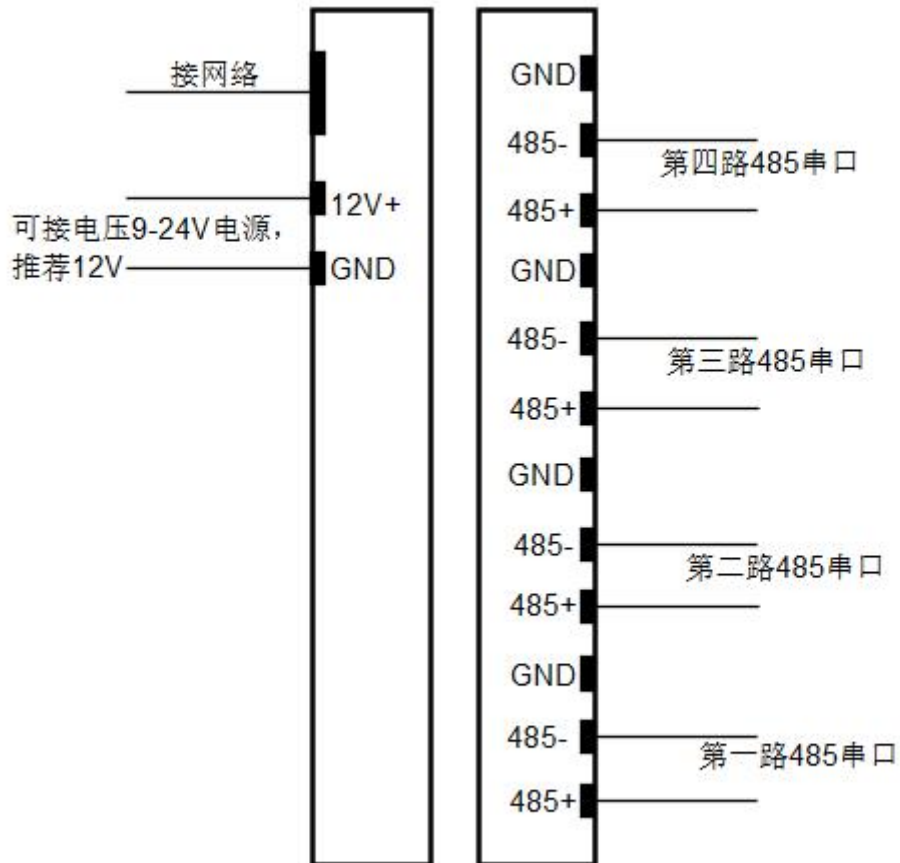 接网络
12V+
可接电压9-24V电源，
推荐12V
GND
GND
485-
第四路485串口
485+
GND
485-
第三路485串口
485+
GND
485-
第二路485串口
485+
GND
485-
第一路485串口
485+